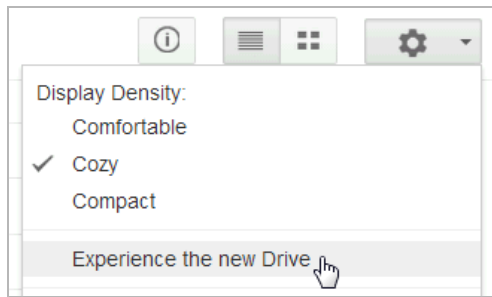 Display Density:
Comfortable
Cozy
Compact
Experience the new Drive